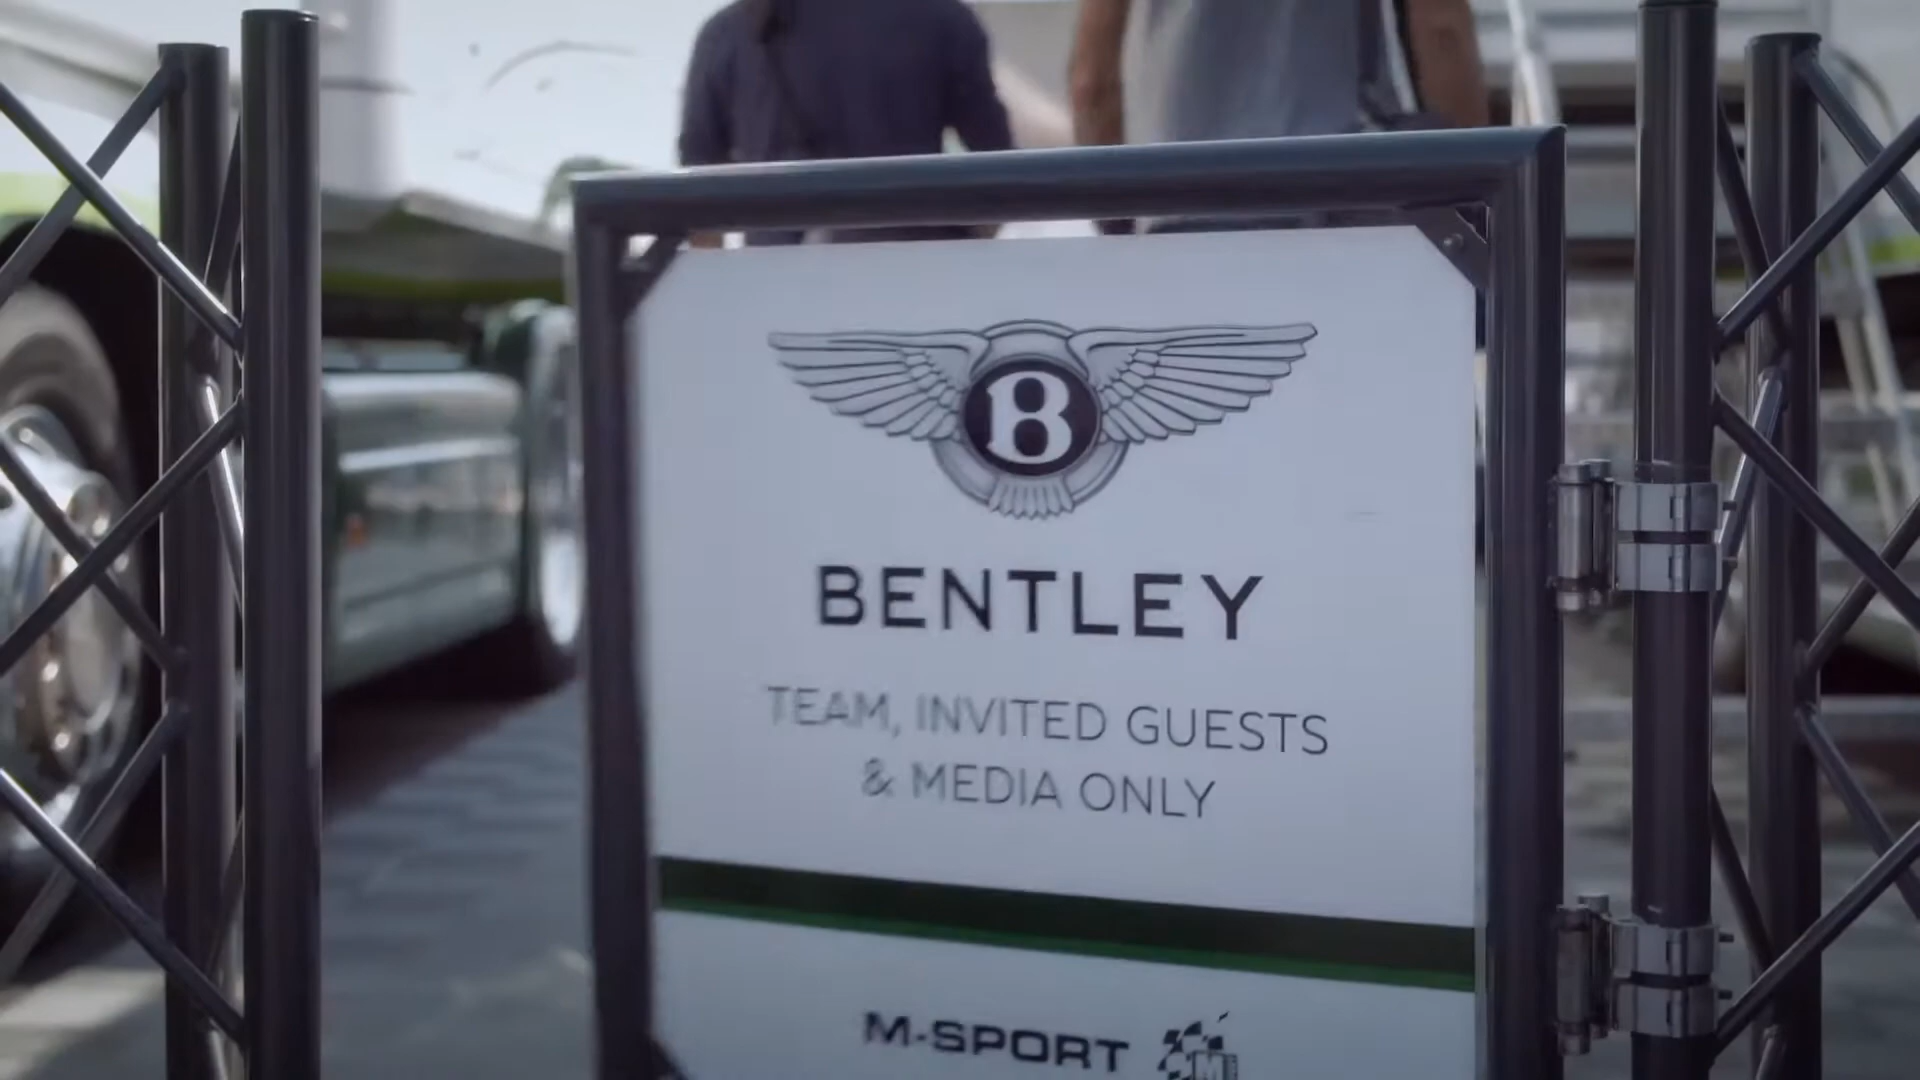 B
BENTLEY
TEAM, INVITED GUESTS
& MEDIA ONLY
M-SPORT
M